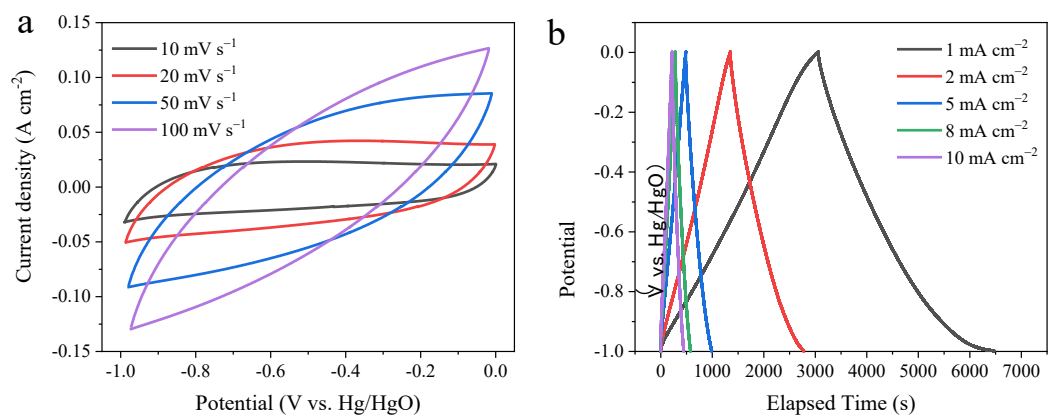 a
0.15
0.10
0.05
0.00
-0.05
-0.10
-0.15
Current density (A cm⁻²)
10 mV s⁻¹
20 mV s⁻¹
50 mV s⁻¹
100 mV s⁻¹
-1.0
-0.8
-0.6
-0.4
-0.2
0.0
Potential (V vs. Hg/HgO)
b
0.0
-0.2
-0.4
-0.6
-0.8
-1.0
Potential
(V vs. Hg/HgO)
1 mA cm⁻²
2 mA cm⁻²
5 mA cm⁻²
8 mA cm⁻²
10 mA cm⁻²
0
1000
2000
3000
4000
5000
6000
7000
Elapsed Time (s)